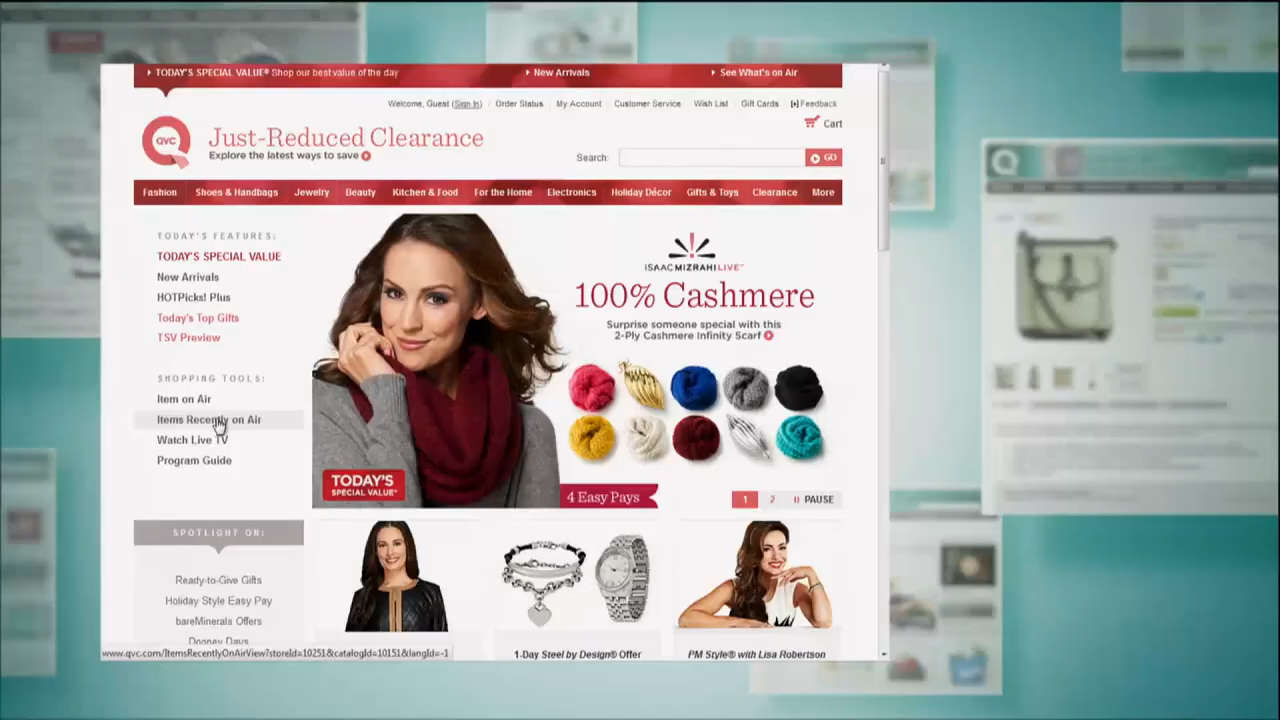 TODAY'S SPECIAL VALUE® Shop our best value of the day
New Arrivals
See What's on Air
Welcome, Guest (Sign In)
Order Status
My Account
Customer Service
Wish List
Gift Cards
[+] Feedback
Cart
QVC
Just-Reduced Clearance
Explore the latest ways to save
Search:
GO
Fashion
Shoes & Handbags
Jewelry
Beauty
Kitchen & Food
For the Home
Electronics
Holiday Décor
Gifts & Toys
Clearance
More
TODAY'S FEATURES:
TODAY'S SPECIAL VALUE
New Arrivals
HOTPicks! Plus
Today's Top Gifts
TSV Preview
SHOPPING TOOLS:
Item on Air
Items Recently on Air
Watch Live TV
Program Guide
ISAACMIZRAHILIVE™
100% Cashmere
Surprise someone special with this
2-Ply Cashmere Infinity Scarf
TODAY'S
SPECIAL VALUE®
4 Easy Pays
1
2
PAUSE
SPOTLIGHT ON:
Ready-to-Give Gifts
Holiday Style Easy Pay
bareMinerals Offers
Dooney Days
1-Day Steel by Design® Offer
PM Style® with Lisa Robertson
www.qvc.com/ItemsRecentlyOnAirView?storeId=10251&catalogId=10151&langId=-1